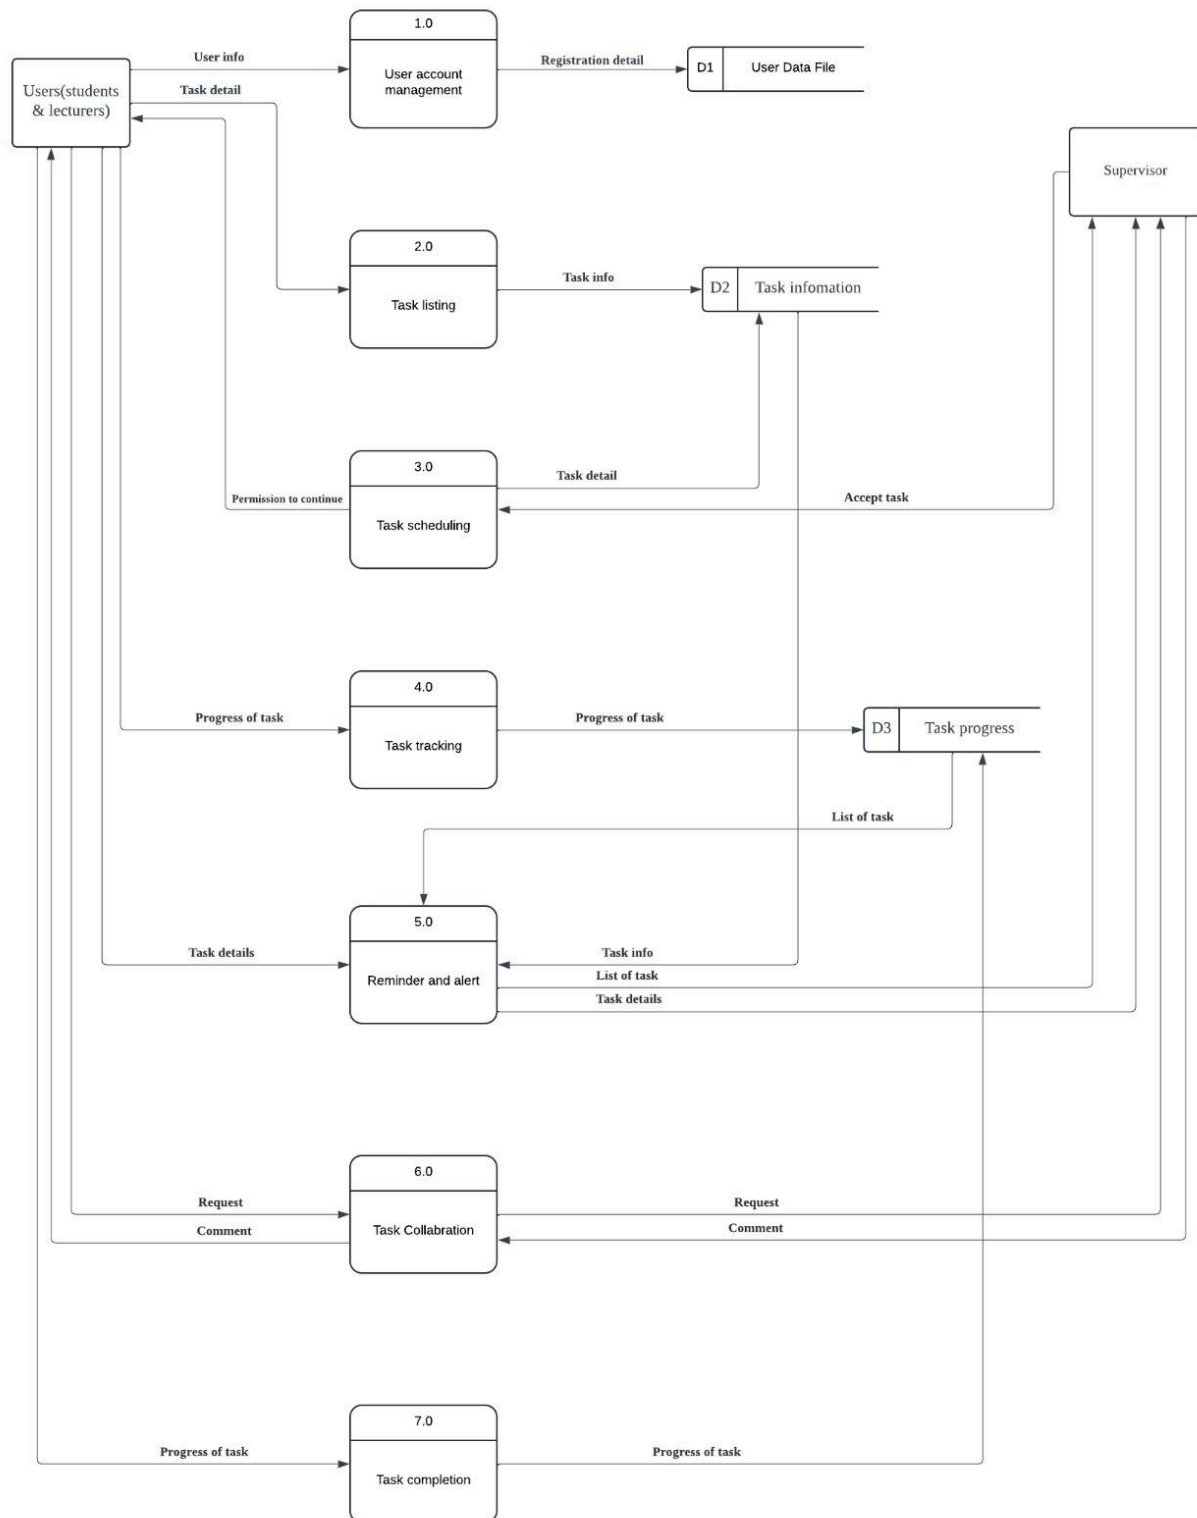 1.0
User info
User account
management
Registration detail
D1
User Data File
Users(students
& lecturers)
Task detail
Supervisor
2.0
Task listing
Task info
D2
Task infomation
3.0
Task scheduling
Permission to continue
Task detail
Accept task
4.0
Progress of task
Task tracking
Progress of task
D3
Task progress
List of task
5.0
Task details
Reminder and alert
Task info
List of task
Task details
6.0
Request
Comment
Task Collabration
Request
Comment
7.0
Progress of task
Task completion
Progress of task